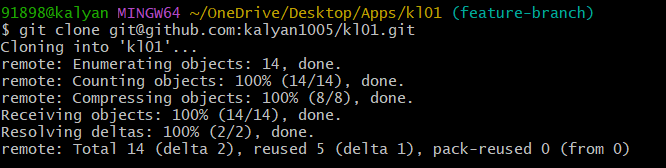 91898@kalyan MINGW64 ~/OneDrive/Desktop/Apps/kl01 (feature-branch)
$ git clone git@github.com:kalyan1005/kl01.git
Cloning into 'kl01'...
remote: Enumerating objects: 14, done.
remote: Counting objects: 100% (14/14), done.
remote: Compressing objects: 100% (8/8), done.
Receiving objects: 100% (14/14), done.
Resolving deltas: 100% (2/2), done.
remote: Total 14 (delta 2), reused 5 (delta 1), pack-reused 0 (from 0)